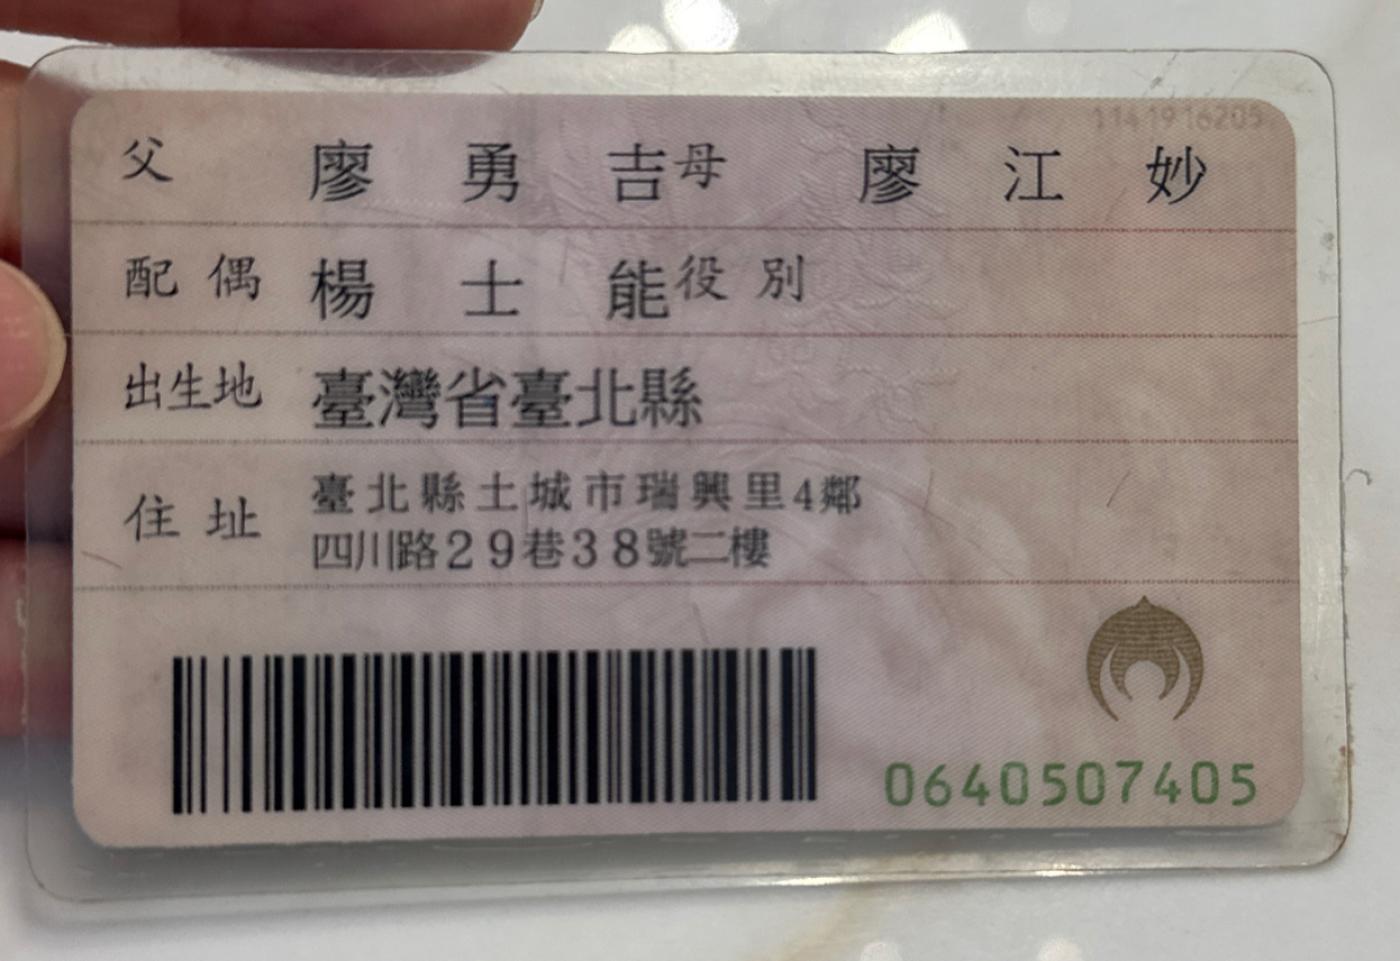 1141916205
父 廖勇吉 母 廖江妙
配偶 楊士能 役別
出生地 臺灣省臺北縣
住址 臺北縣土城市瑞興里4鄰
四川路29巷38號二樓
0640507405